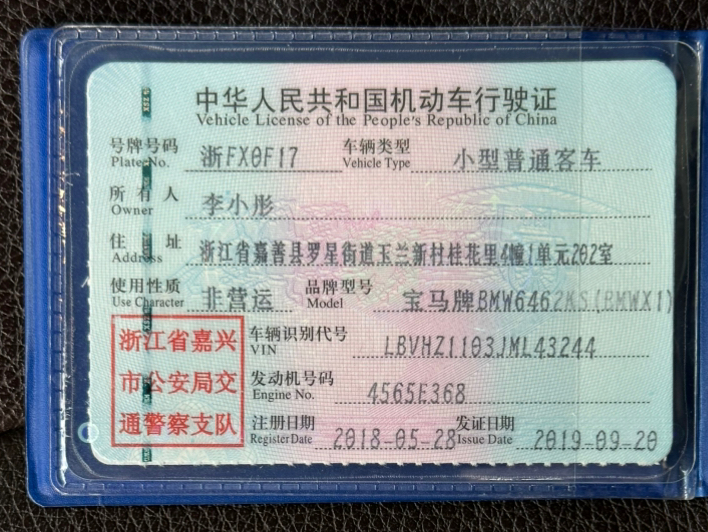 中华人民共和国机动车行驶证
Vehicle License of the People's Republic of China
号牌号码 浙FX0F17 车辆类型 小型普通客车
Plate No. Vehicle Type
所有人 李小彤
Owner
住址 浙江省嘉善县罗星街道玉兰新村桂花里4幢1单元202室
Address
使用性质 非营运 品牌型号 宝马牌BMW6462KS(BMWX1)
Use Character Model
浙江省嘉兴
市公安局交
通警察支队
车辆识别代号 LBVHZ1103JML43244
VIN
发动机号码 4565E368
Engine No.
注册日期 2018-05-28 发证日期 2019-09-20
Register Date Issue Date